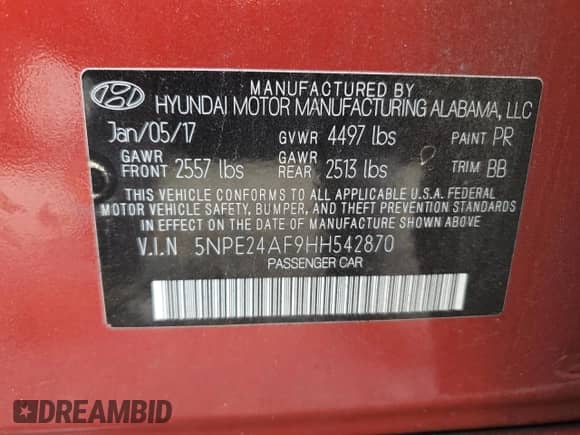 MANUFACTURED BY
HYUNDAI MOTOR MANUFACTURING ALABAMA, LLC
Jan/05/17 GVWR 4497 lbs PAINT PR
GAWR FRONT 2557 lbs GAWR REAR 2513 lbs TRIM BB
THIS VEHICLE CONFORMS TO ALL APPLICABLE U.S.A. FEDERAL
MOTOR VEHICLE SAFETY, BUMPER, AND THEFT PREVENTION STANDARDS
IN EFFECT ON THE DATE OF MANUFACTURE SHOWN ABOVE.
V.I.N 5NPE24AF9HH542870
PASSENGER CAR
DREAMBID